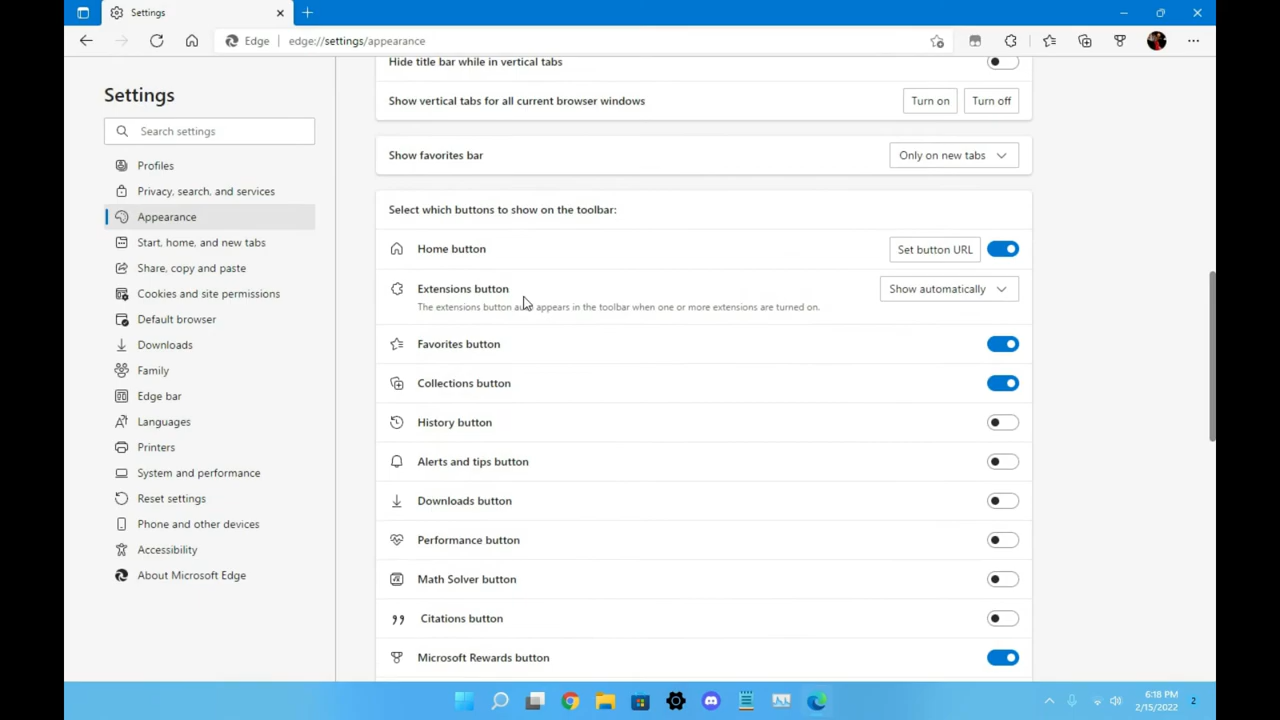 Settings
Edge
edge://settings/appearance
Settings
Search settings
Profiles
Privacy, search, and services
Appearance
Start, home, and new tabs
Share, copy and paste
Cookies and site permissions
Default browser
Downloads
Family
Edge bar
Languages
Printers
System and performance
Reset settings
Phone and other devices
Accessibility
About Microsoft Edge
Hide title bar while in vertical tabs
Show vertical tabs for all current browser windows
Turn on
Turn off
Show favorites bar
Only on new tabs
Select which buttons to show on the toolbar:
Home button
Set button URL
Extensions button
Show automatically
The extensions button appears in the toolbar when one or more extensions are turned on.
Favorites button
Collections button
History button
Alerts and tips button
Downloads button
Performance button
Math Solver button
Citations button
Microsoft Rewards button
6:18 PM
2/15/2022
2